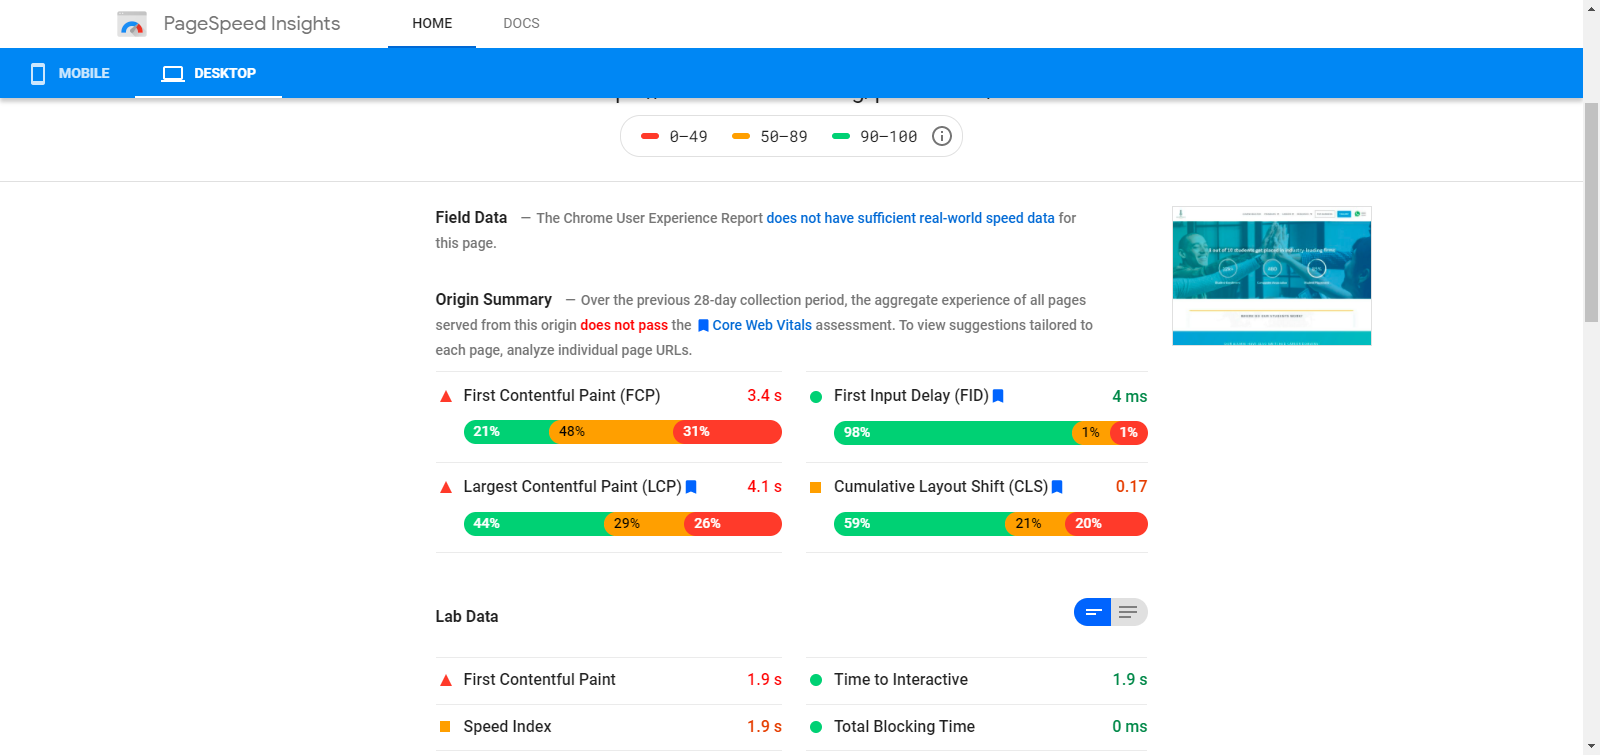 PageSpeed Insights
HOME
DOCS
MOBILE
DESKTOP
0–49
50–89
90–100
Field Data — The Chrome User Experience Report does not have sufficient real-world speed data for
this page.
Origin Summary — Over the previous 28-day collection period, the aggregate experience of all pages
served from this origin does not pass the Core Web Vitals assessment. To view suggestions tailored to
each page, analyze individual page URLs.
First Contentful Paint (FCP) 3.4 s
21% 48% 31%
First Input Delay (FID) 4 ms
98% 1% 1%
Largest Contentful Paint (LCP) 4.1 s
44% 29% 26%
Cumulative Layout Shift (CLS) 0.17
59% 21% 20%
Lab Data
First Contentful Paint 1.9 s
Time to Interactive 1.9 s
Speed Index 1.9 s
Total Blocking Time 0 ms